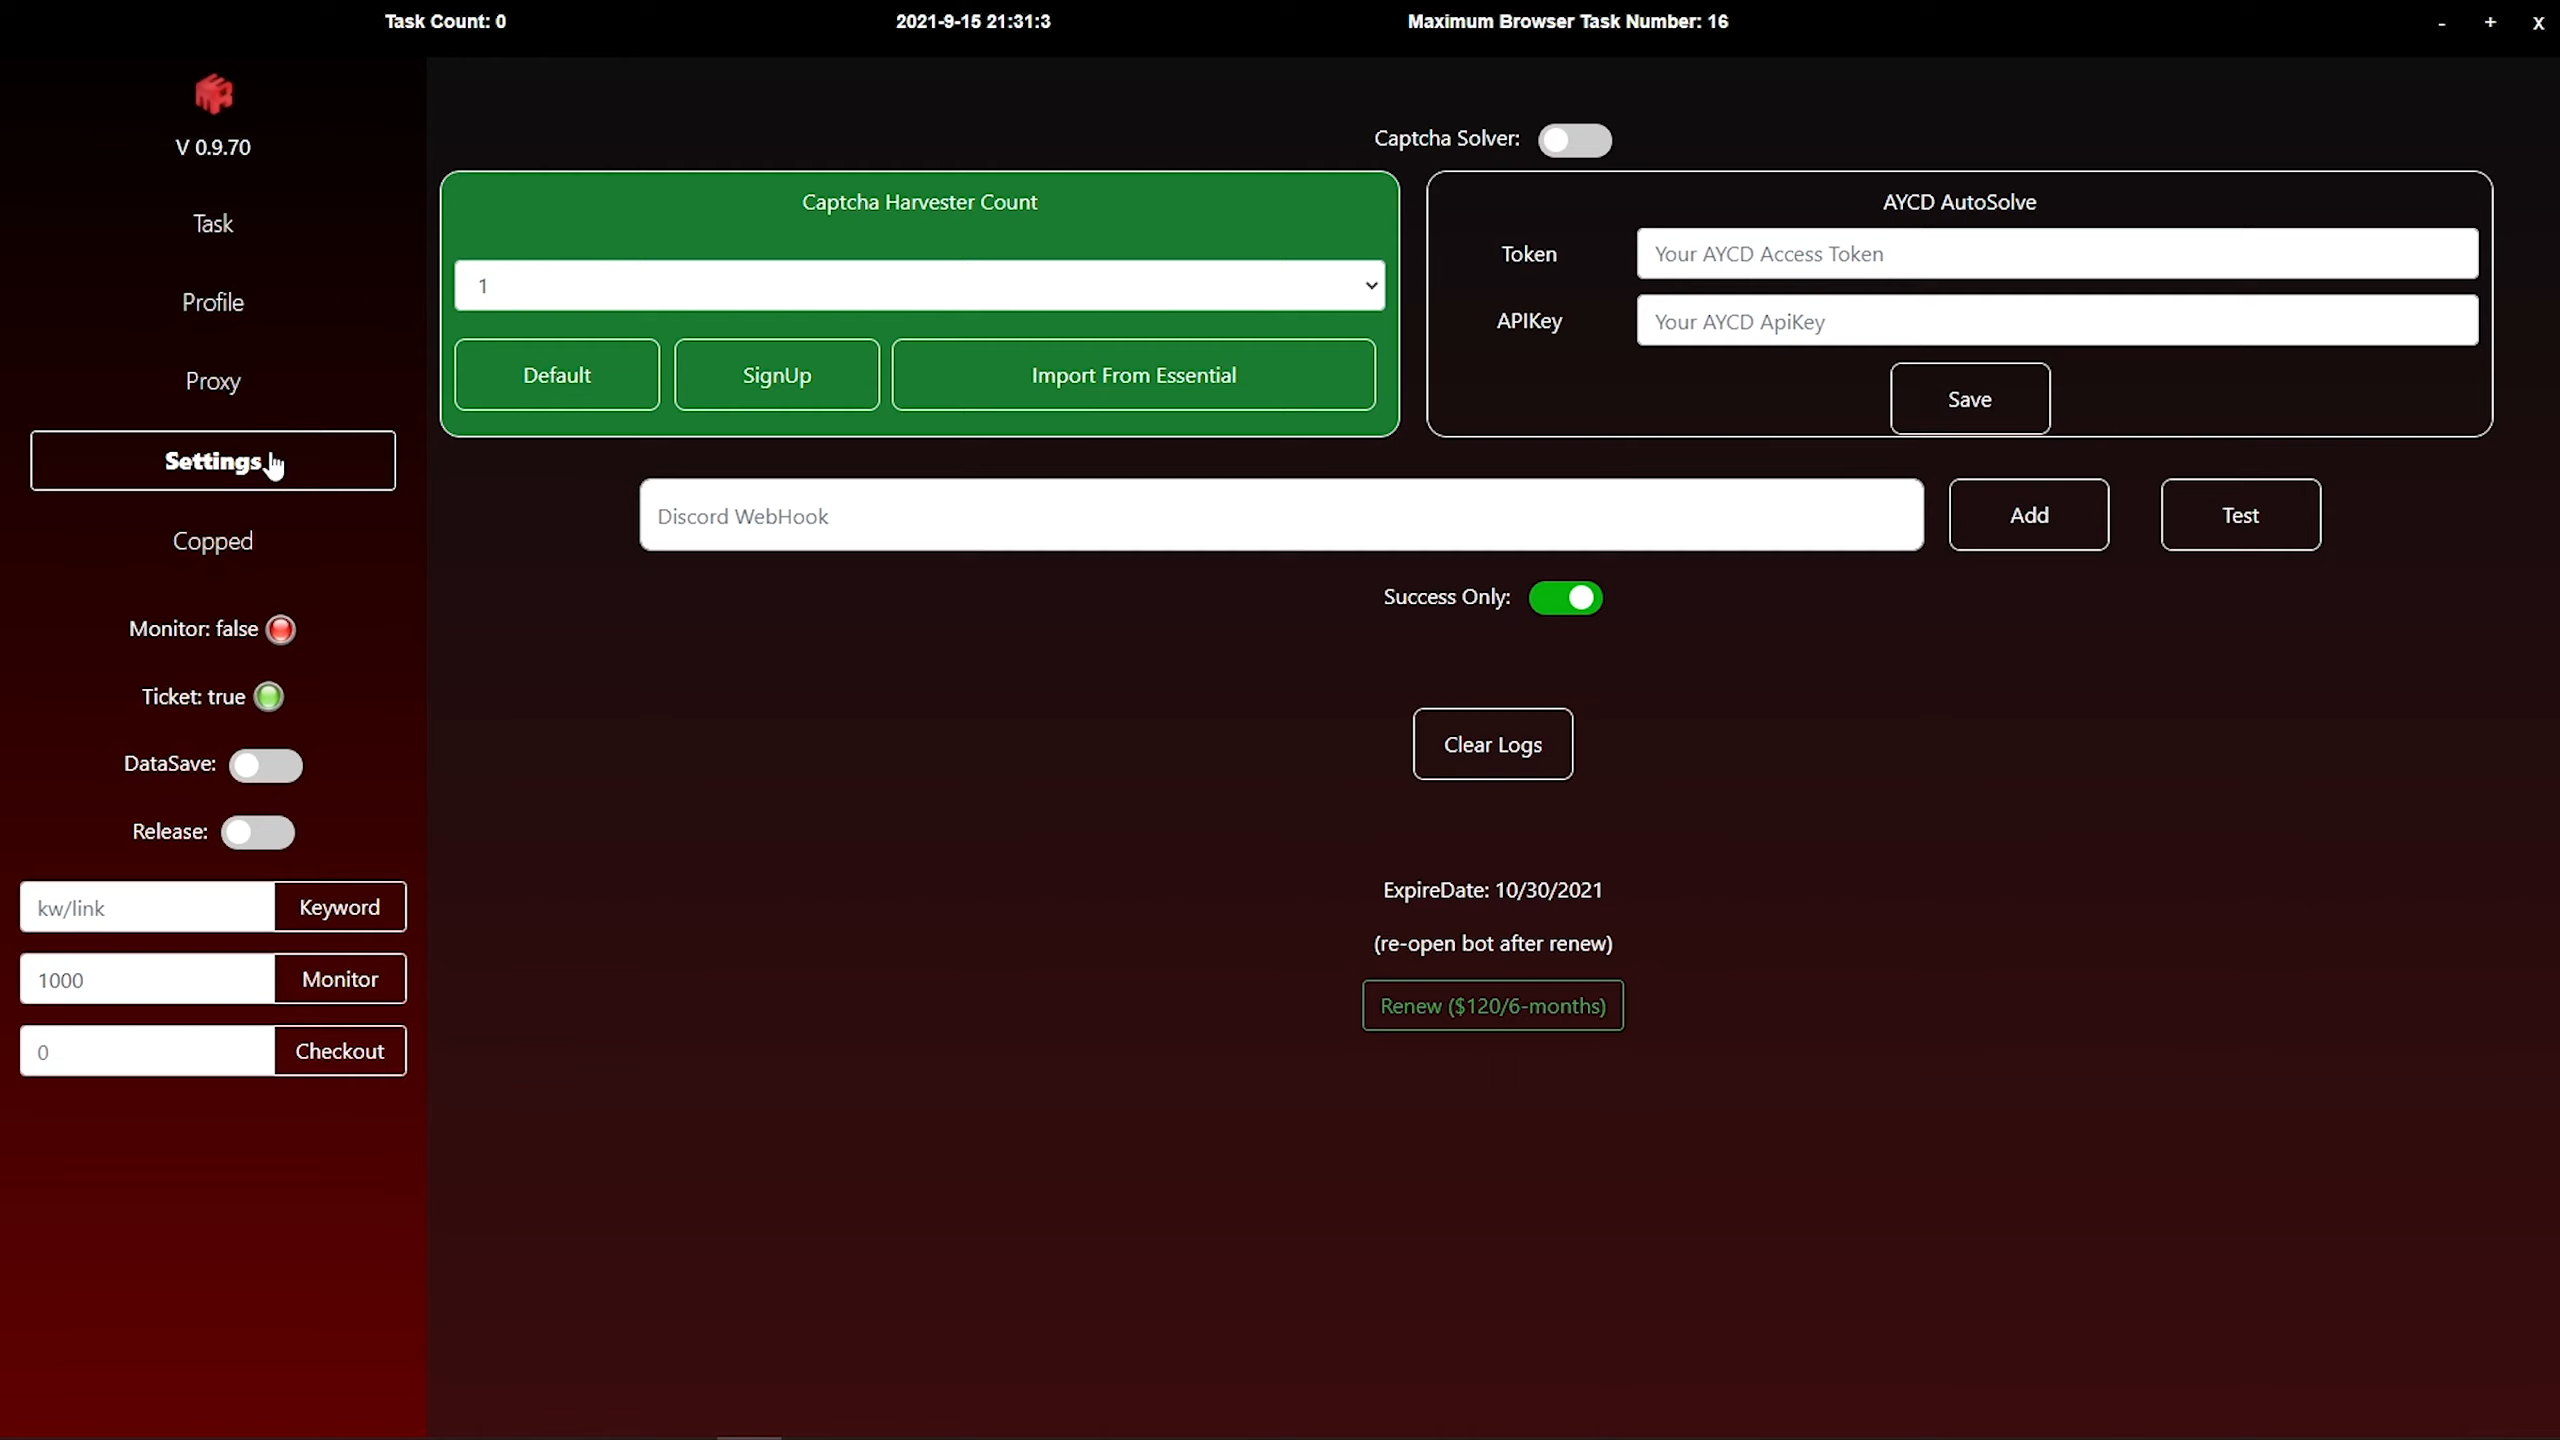 Task Count: 0
2021-9-15 21:31:3
Maximum Browser Task Number: 16
- + X
V 0.9.70
Task
Profile
Proxy
Settings
Copped
Monitor: false
Ticket: true
DataSave:
Release:
kw/link Keyword
1000 Monitor
0 Checkout
Captcha Solver:
Captcha Harvester Count
1
Default SignUp Import From Essential
AYCD AutoSolve
Token Your AYCD Access Token
APIKey Your AYCD ApiKey
Save
Discord WebHook Add Test
Success Only:
Clear Logs
ExpireDate: 10/30/2021
(re-open bot after renew)
Renew ($120/6-months)